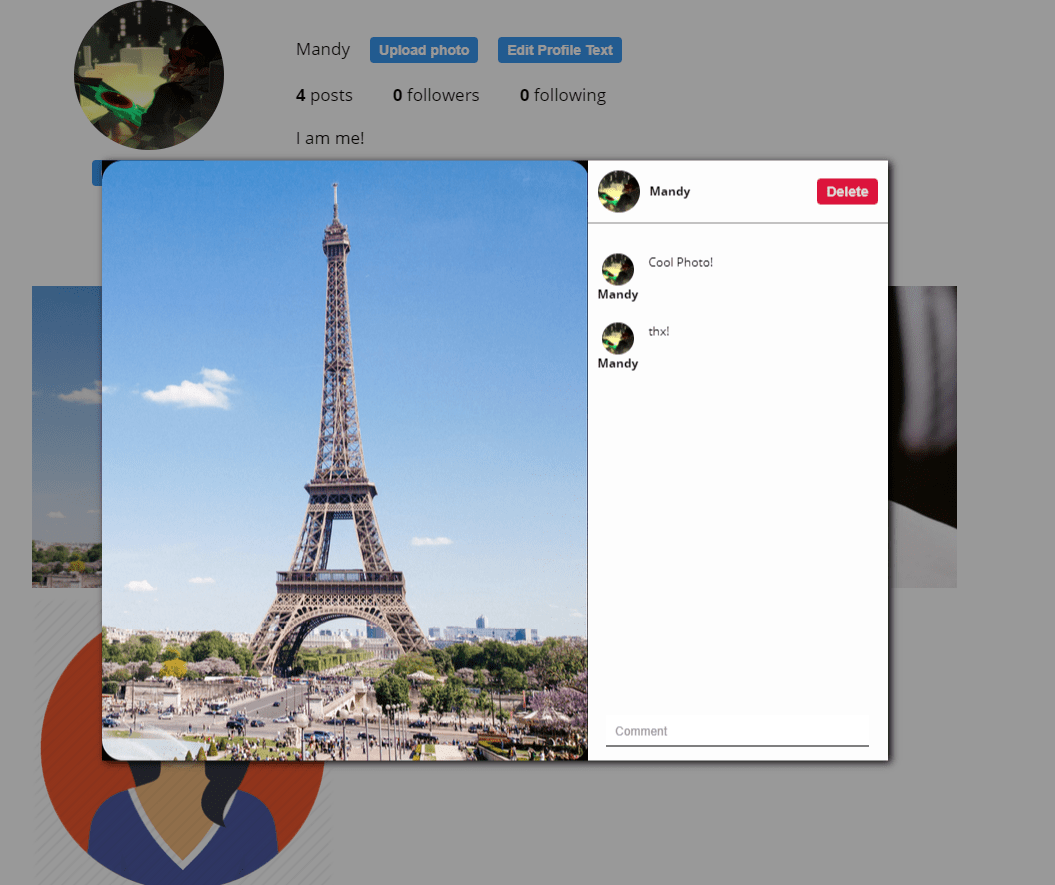 Mandy Upload photo Edit Profile Text
4 posts 0 followers 0 following
I am me!
Mandy Delete
Cool Photo!
Mandy
thx!
Mandy
Comment